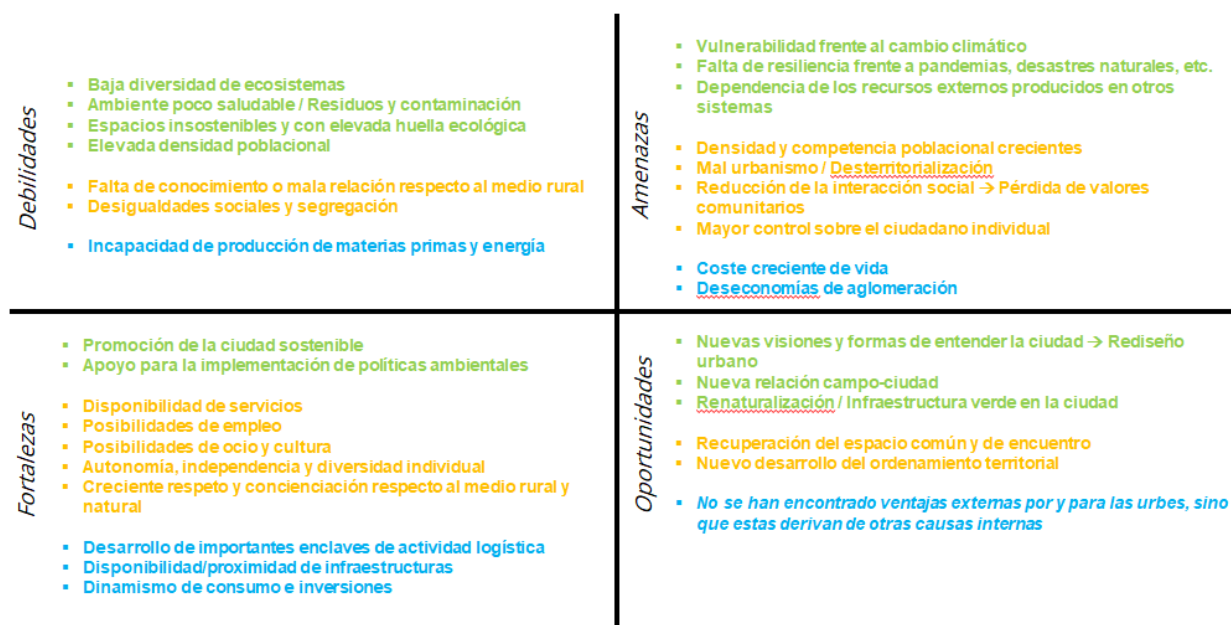 Debilidades
▪ Baja diversidad de ecosistemas
▪ Ambiente poco saludable / Residuos y contaminación
▪ Espacios insostenibles y con elevada huella ecológica
▪ Elevada densidad poblacional
▪ Falta de conocimiento o mala relación respecto al medio rural
▪ Desigualdades sociales y segregación
▪ Incapacidad de producción de materias primas y energía
Amenazas
▪ Vulnerabilidad frente al cambio climático
▪ Falta de resiliencia frente a pandemias, desastres naturales, etc.
▪ Dependencia de los recursos externos producidos en otros
sistemas
▪ Densidad y competencia poblacional crecientes
▪ Mal urbanismo / Desterritorialización
▪ Reducción de la interacción social → Pérdida de valores
comunitarios
▪ Mayor control sobre el ciudadano individual
▪ Coste creciente de vida
▪ Deseconomías de aglomeración
Fortalezas
▪ Promoción de la ciudad sostenible
▪ Apoyo para la implementación de políticas ambientales
▪ Disponibilidad de servicios
▪ Posibilidades de empleo
▪ Posibilidades de ocio y cultura
▪ Autonomía, independencia y diversidad individual
▪ Creciente respeto y concienciación respecto al medio rural y
natural
▪ Desarrollo de importantes enclaves de actividad logística
▪ Disponibilidad/proximidad de infraestructuras
▪ Dinamismo de consumo e inversiones
Oportunidades
▪ Nuevas visiones y formas de entender la ciudad → Rediseño
urbano
▪ Nueva relación campo-ciudad
▪ Renaturalización / Infraestructura verde en la ciudad
▪ Recuperación del espacio común y de encuentro
▪ Nuevo desarrollo del ordenamiento territorial
▪ No se han encontrado ventajas externas por y para las urbes, sino
que estas derivan de otras causas internas